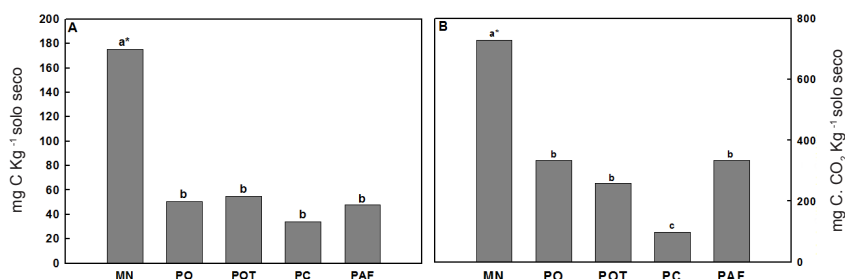 mg C Kg⁻¹ solo seco
A
200
180
160
140
120
100
80
60
40
20
0
a*
b
b
b
b
MN PO POT PC PAF
B
a*
b
b
c
b
MN PO POT PC PAF
800
600
400
200
0
mg C. CO₂ Kg⁻¹ solo seco